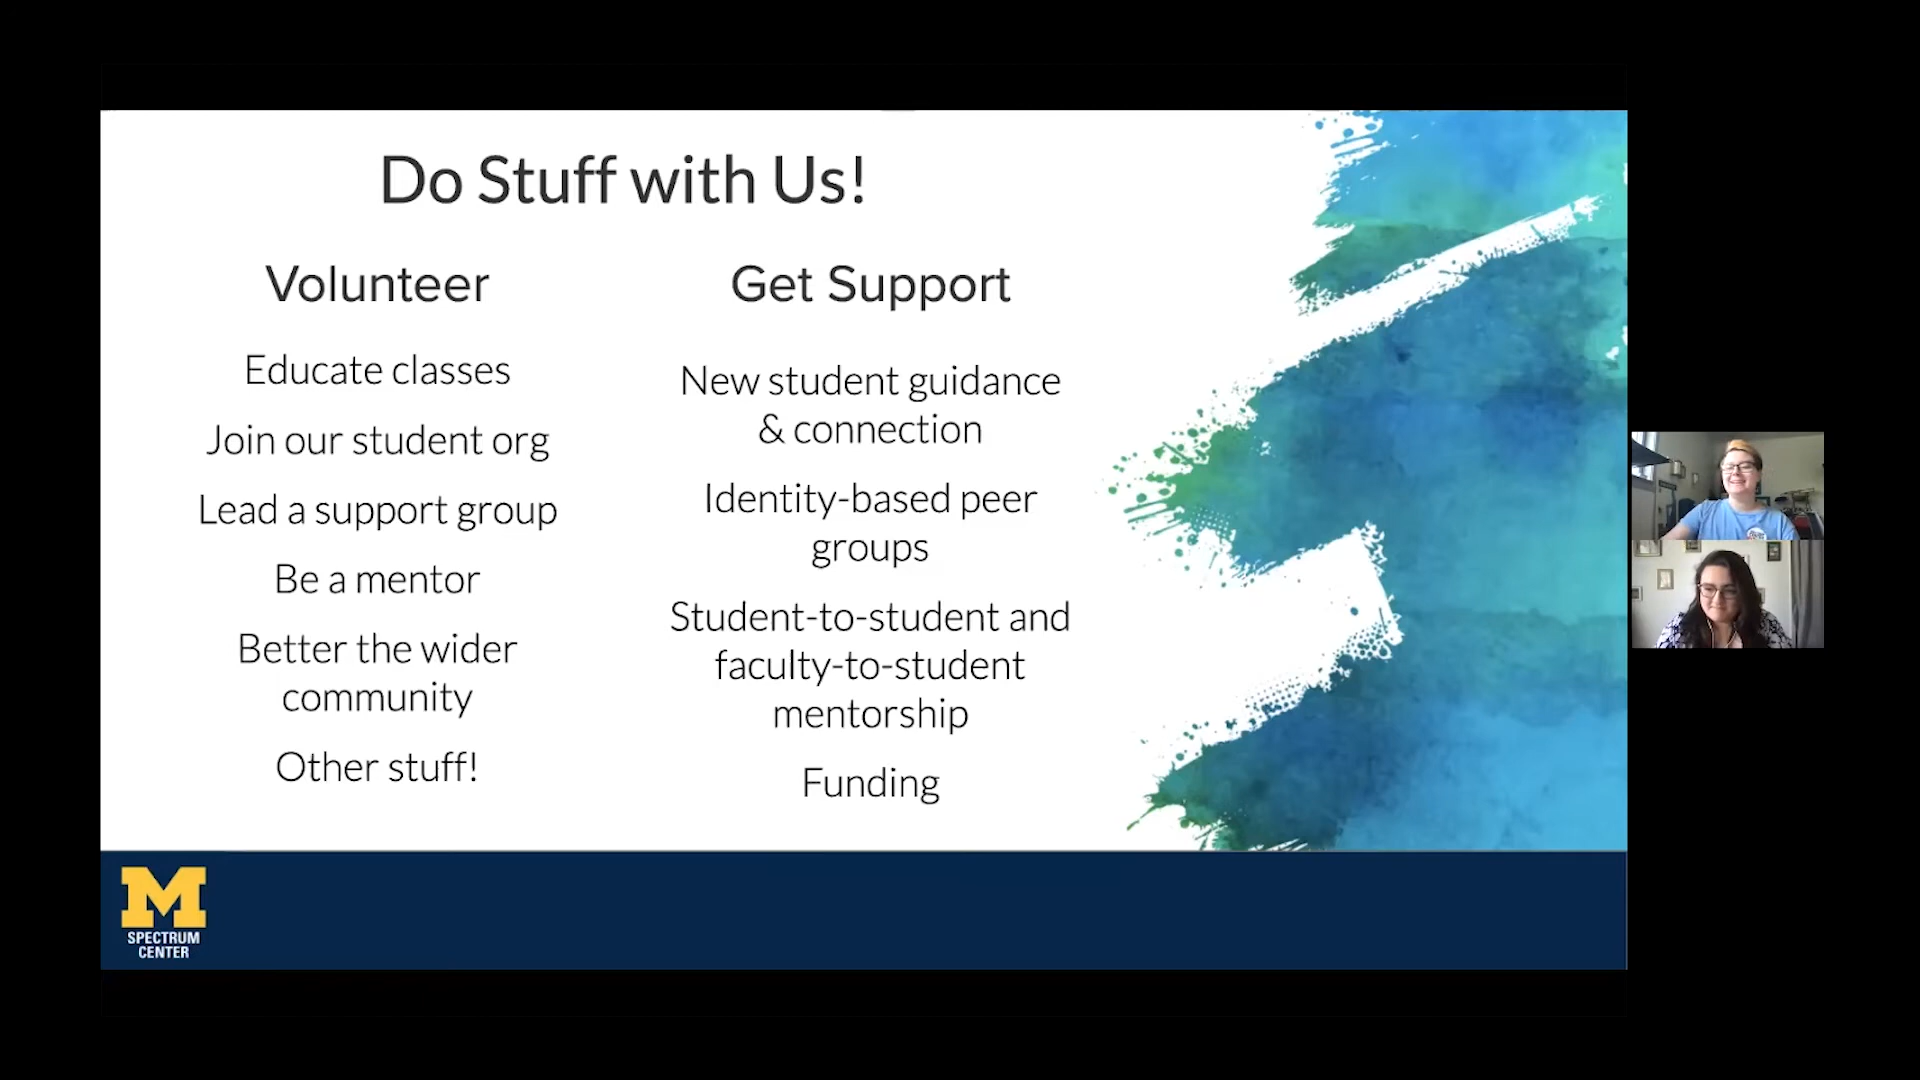 Do Stuff with Us!
Volunteer
Educate classes
Join our student org
Lead a support group
Be a mentor
Better the wider
community
Other stuff!
Get Support
New student guidance
& connection
Identity-based peer
groups
Student-to-student and
faculty-to-student
mentorship
Funding
M
SPECTRUM
CENTER